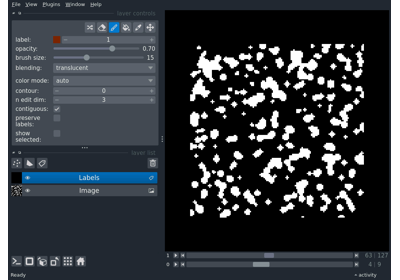 File View Plugins Window Help
layer controls
label: 1
opacity: 0.70
brush size: 15
blending: translucent
color mode: auto
contour: 0
n edit dim: 3
contiguous:
preserve
labels:
show
selected:
layer list
Labels
Image
1 63 127
0 4 9
Ready
activity